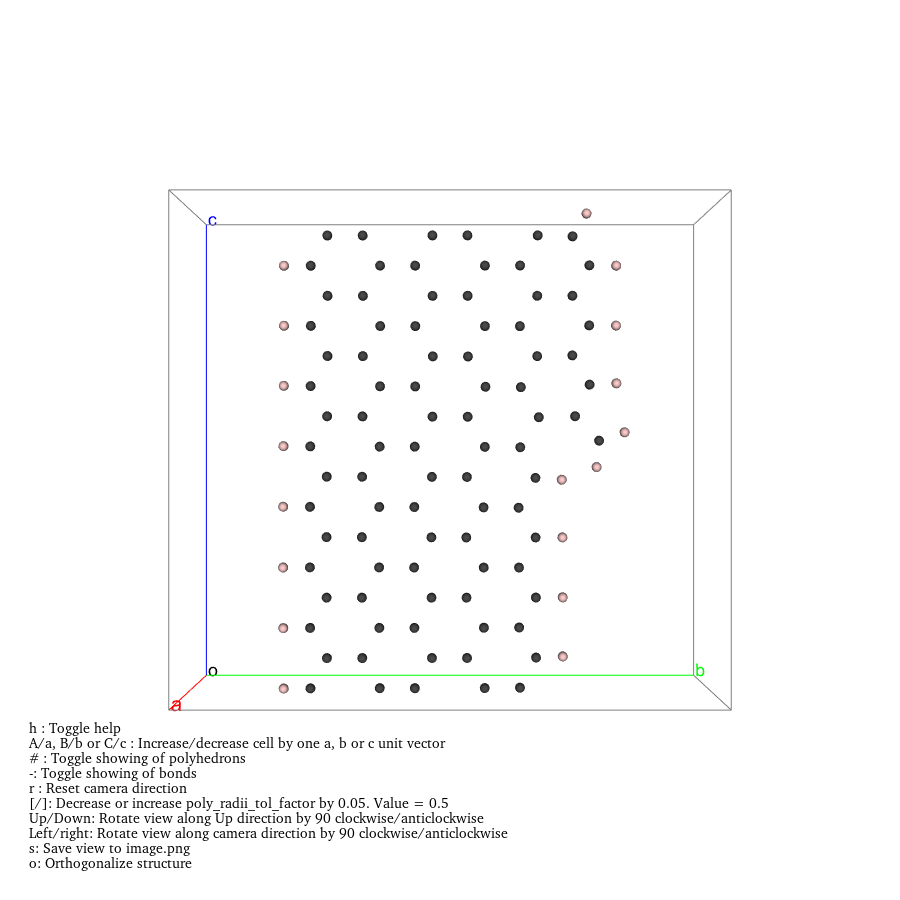 c
o
b
a
h : Toggle help
A/a, B/b or C/c : Increase/decrease cell by one a, b or c unit vector
# : Toggle showing of polyhedrons
-: Toggle showing of bonds
r : Reset camera direction
[/]: Decrease or increase poly_radii_tol_factor by 0.05. Value = 0.5
Up/Down: Rotate view along Up direction by 90 clockwise/anticlockwise
Left/right: Rotate view along camera direction by 90 clockwise/anticlockwise
s: Save view to image.png
o: Orthogonalize structure